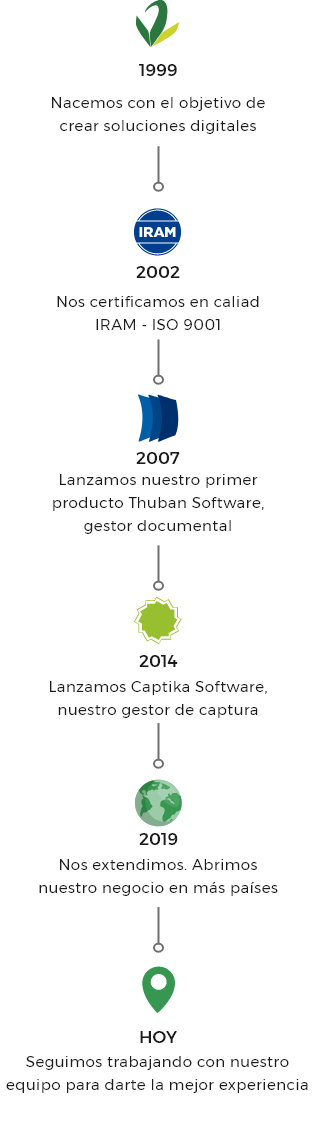 1999
Nacemos con el objetivo de
crear soluciones digitales
IRAM
2002
Nos certificamos en caliad
IRAM - ISO 9001
2007
Lanzamos nuestro primer
producto Thuban Software,
gestor documental
2014
Lanzamos Captika Software,
nuestro gestor de captura
2019
Nos extendimos. Abrimos
nuestro negocio en más países
HOY
Seguimos trabajando con nuestro
equipo para darte la mejor experiencia